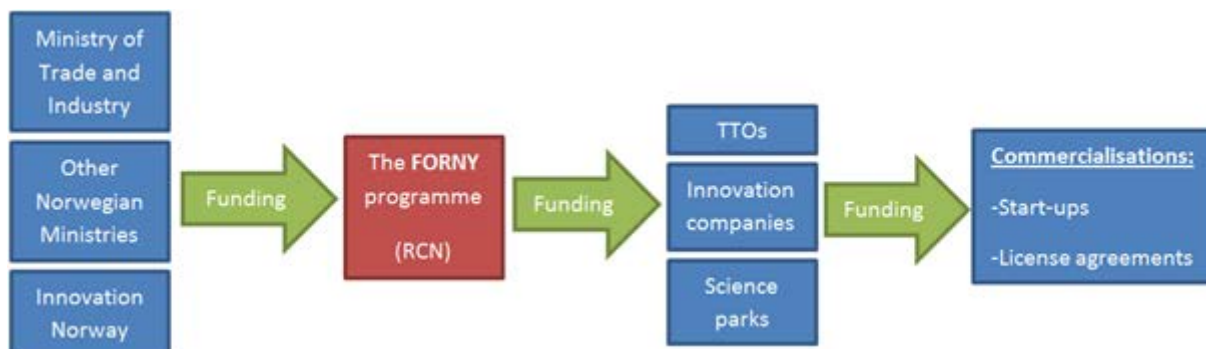 Ministry of
Trade and
Industry
Other
Norwegian
Ministries
Innovation
Norway
Funding
The FORNY
programme
(RCN)
Funding
TTOs
Innovation
companies
Science
parks
Funding
Commercialisations:
-Start-ups
-License agreements